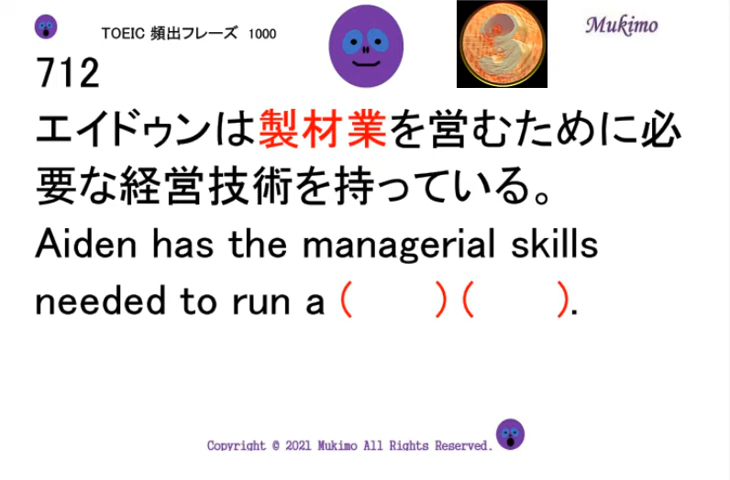 TOEIC 頻出フレーズ 1000
Mukimo
712
エイドゥンは製材業を営むために必
要な経営技術を持っている。
Aiden has the managerial skills
needed to run a (　　) (　　).
Copyright © 2021 Mukimo All Rights Reserved.